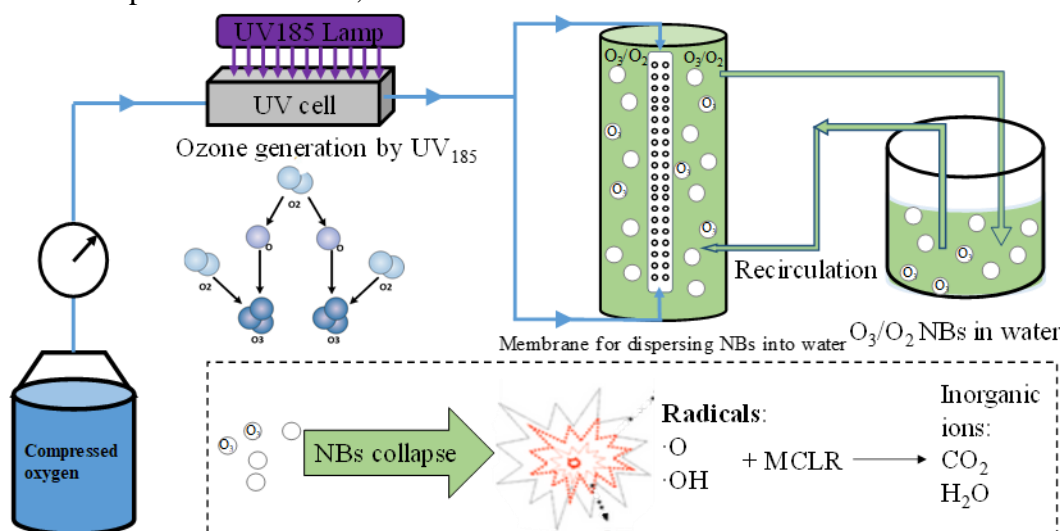 UV185 Lamp
UV cell
Ozone generation by UV185
O2
O
O
O2
O2
O3
O3
Compressed
oxygen
O3/O2
O3/O2
O3
O3
O3
O3
O3
Membrane for dispersing NBs into water
Recirculation
O3
O3
O3
O3/O2 NBs in water
O3
O3
NBs collapse
Radicals:
·O
·OH
+ MCLR
Inorganic
ions:
CO2
H2O